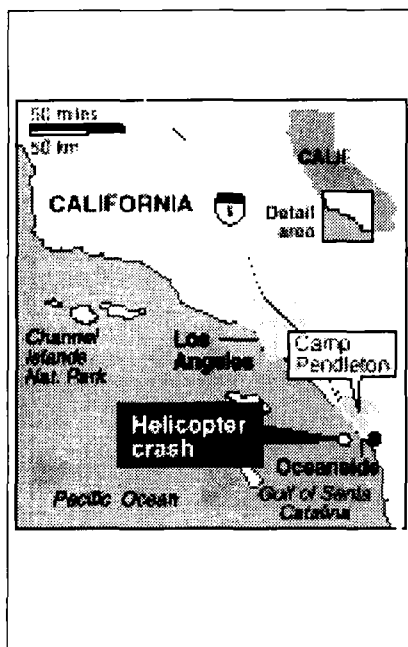 50 miles
50 km
CALIF
CALIFORNIA
5
Detail
area
Channel
Islands
Nat. Park
Los
Angeles
Camp
Pendleton
Helicopter
crash
Oceanside
Pacific Ocean
Gulf of Santa
Catalina